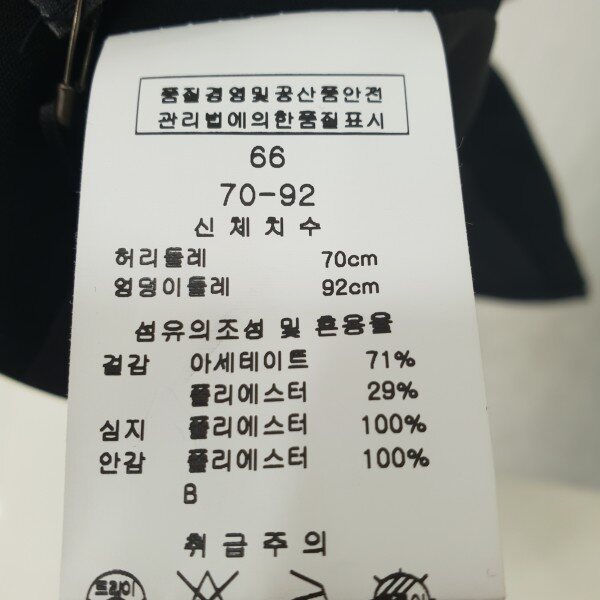 품질경영및공산품안전
관리법에의한품질표시
66
70-92
신체치수
허리둘레 70cm
엉덩이둘레 92cm
섬유의조성 및 혼용율
겉감 아세테이트 71%
폴리에스터 29%
심지 폴리에스터 100%
안감 폴리에스터 100%
B
취급주의
드라이